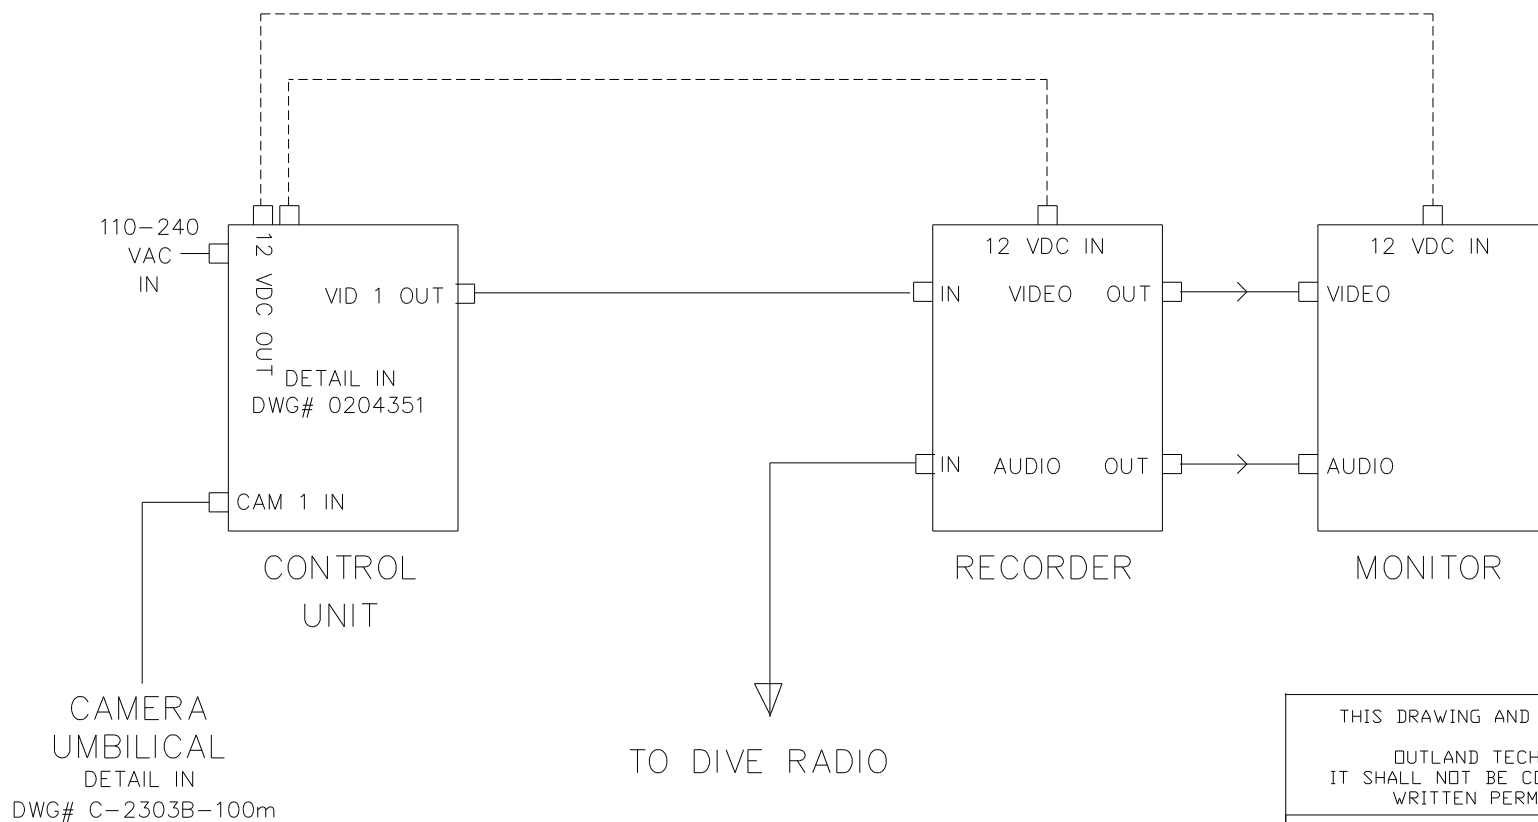 110-240
VAC
IN
12 VDC OUT
VID 1 OUT
DETAIL IN
DWG# 0204351
CAM 1 IN
CONTROL
UNIT
CAMERA
UMBILICAL
DETAIL IN
DWG# C-2303B-100m
12 VDC IN
IN VIDEO OUT
IN AUDIO OUT
RECORDER
TO DIVE RADIO
12 VDC IN
VIDEO
AUDIO
MONITOR
THIS DRAWING AND
OUTLAND TECH
IT SHALL NOT BE CO
WRITTEN PERM